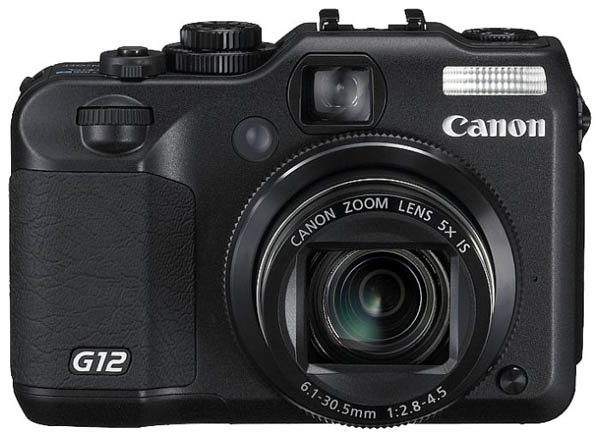 Canon
CANON ZOOM LENS 5x IS
6.1-30.5mm 1:2.8-4.5
G12